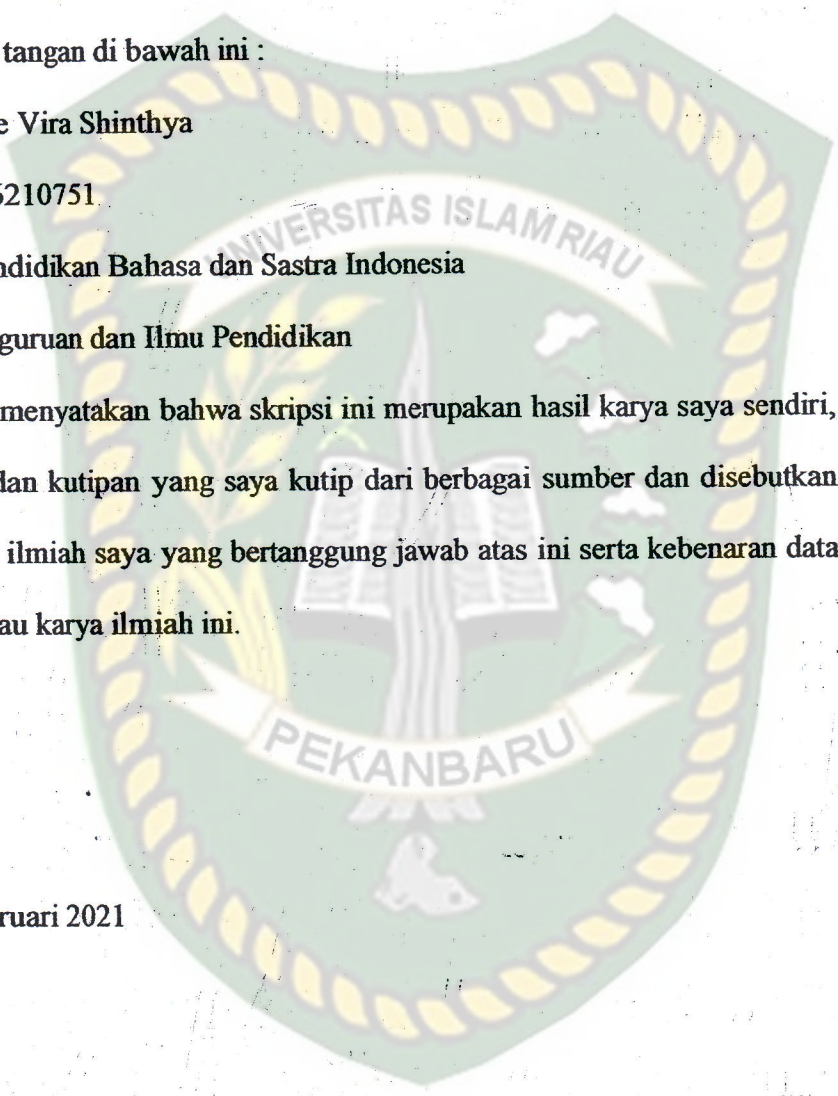 tangan di bawah ini :
e Vira Shinthya
5210751
ndidikan Bahasa dan Sastra Indonesia
UNIVERSITAS ISLAM RIAU
guruan dan Ilmu Pendidikan
menyatakan bahwa skripsi ini merupakan hasil karya saya sendiri,
dan kutipan yang saya kutip dari berbagai sumber dan disebutkan
ilmiah saya yang bertanggung jawab atas ini serta kebenaran data
au karya ilmiah ini.
PEKANBARU
ruari 2021